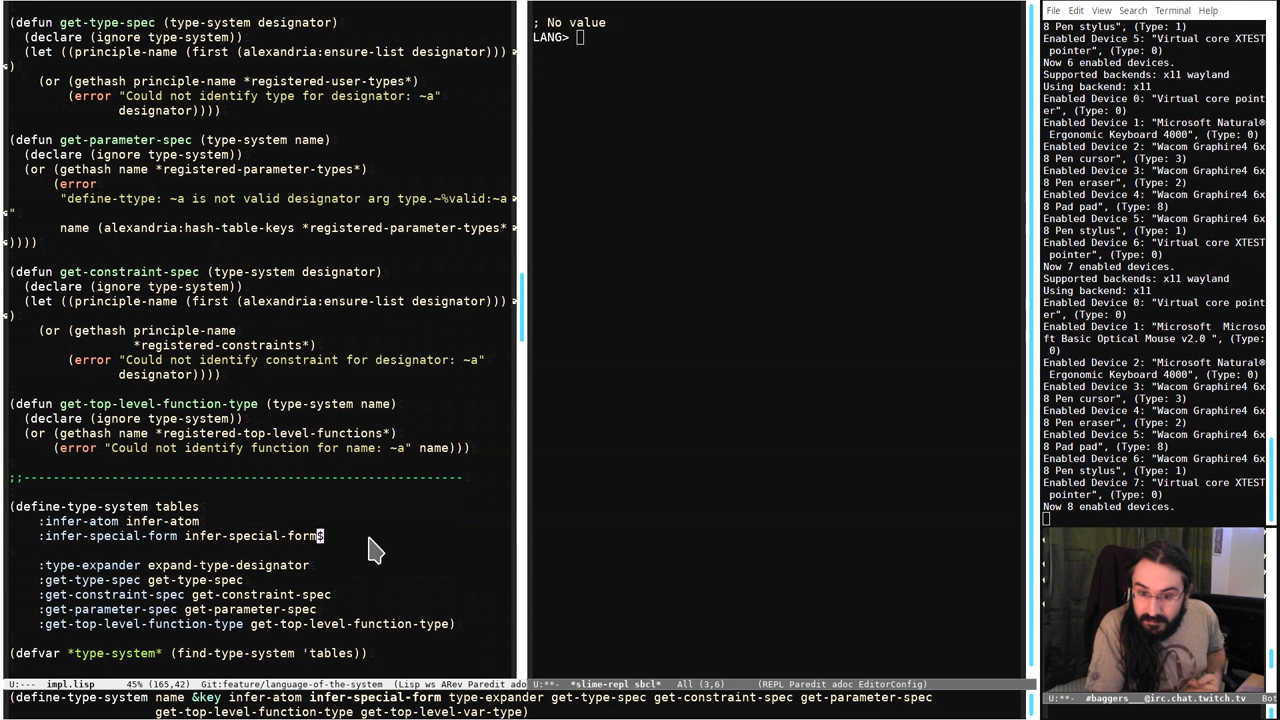 (defun get-type-spec (type-system designator)
  (declare (ignore type-system))
  (let ((principle-name (first (alexandria:ensure-list designator)))
)
    (or (gethash principle-name *registered-user-types*)
        (error "Could not identify type for designator: ~a"
               designator))))
(defun get-parameter-spec (type-system name)
  (declare (ignore type-system))
  (or (gethash name *registered-parameter-types*)
      (error
       "define-ttype: ~a is not valid designator arg type.~%valid:~a
"
       name (alexandria:hash-table-keys *registered-parameter-types*
))))
(defun get-constraint-spec (type-system designator)
  (declare (ignore type-system))
  (let ((principle-name (first (alexandria:ensure-list designator)))
)
    (or (gethash principle-name
                 *registered-constraints*)
        (error "Could not identify constraint for designator: ~a"
               designator))))
(defun get-top-level-function-type (type-system name)
  (declare (ignore type-system))
  (or (gethash name *registered-top-level-functions*)
      (error "Could not identify function for name: ~a" name)))
;;------------------------------------------------------------
(define-type-system tables
    :infer-atom infer-atom
    :infer-special-form infer-special-forms
    :type-expander expand-type-designator
    :get-type-spec get-type-spec
    :get-constraint-spec get-constraint-spec
    :get-parameter-spec get-parameter-spec
    :get-top-level-function-type get-top-level-function-type)
(defvar *type-system* (find-type-system 'tables))
U:---  impl.lisp      45% (165,42)   Git:feature/language-of-the-system  (Lisp ws ARev Paredit adoc
(define-type-system name &key infer-atom infer-special-form type-expander get-type-spec get-constraint-spec get-parameter-spec
                    get-top-level-function-type get-top-level-var-type)
; No value
LANG>
U:**-  *slime-repl sbcl*   All (3,6)      (REPL Paredit adoc EditorConfig)
File Edit View Search Terminal Help
8 Pen stylus", (Type: 1)
Enabled Device 5: "Virtual core XTEST
 pointer", (Type: 0)
Now 6 enabled devices.
Supported backends: x11 wayland
Using backend: x11
Enabled Device 0: "Virtual core point
er", (Type: 0)
Enabled Device 1: "Microsoft Natural®
 Ergonomic Keyboard 4000", (Type: 0)
Enabled Device 2: "Wacom Graphire4 6x
8 Pen cursor", (Type: 3)
Enabled Device 3: "Wacom Graphire4 6x
8 Pen eraser", (Type: 2)
Enabled Device 4: "Wacom Graphire4 6x
8 Pad pad", (Type: 8)
Enabled Device 5: "Wacom Graphire4 6x
8 Pen stylus", (Type: 1)
Enabled Device 6: "Virtual core XTEST
 pointer", (Type: 0)
Now 7 enabled devices.
Supported backends: x11 wayland
Using backend: x11
Enabled Device 0: "Virtual core point
er", (Type: 0)
Enabled Device 1: "Microsoft  Microso
ft Basic Optical Mouse v2.0 ", (Type:
 0)
Enabled Device 2: "Microsoft Natural®
 Ergonomic Keyboard 4000", (Type: 0)
Enabled Device 3: "Wacom Graphire4 6x
8 Pen cursor", (Type: 3)
Enabled Device 4: "Wacom Graphire4 6x
8 Pen eraser", (Type: 2)
Enabled Device 5: "Wacom Graphire4 6x
8 Pad pad", (Type: 8)
Enabled Device 6: "Wacom Graphire4 6x
8 Pen stylus", (Type: 1)
Enabled Device 7: "Virtual core XTEST
 pointer", (Type: 0)
Now 8 enabled devices.
U:**-  #baggers___@irc.chat.twitch.tv   Bot